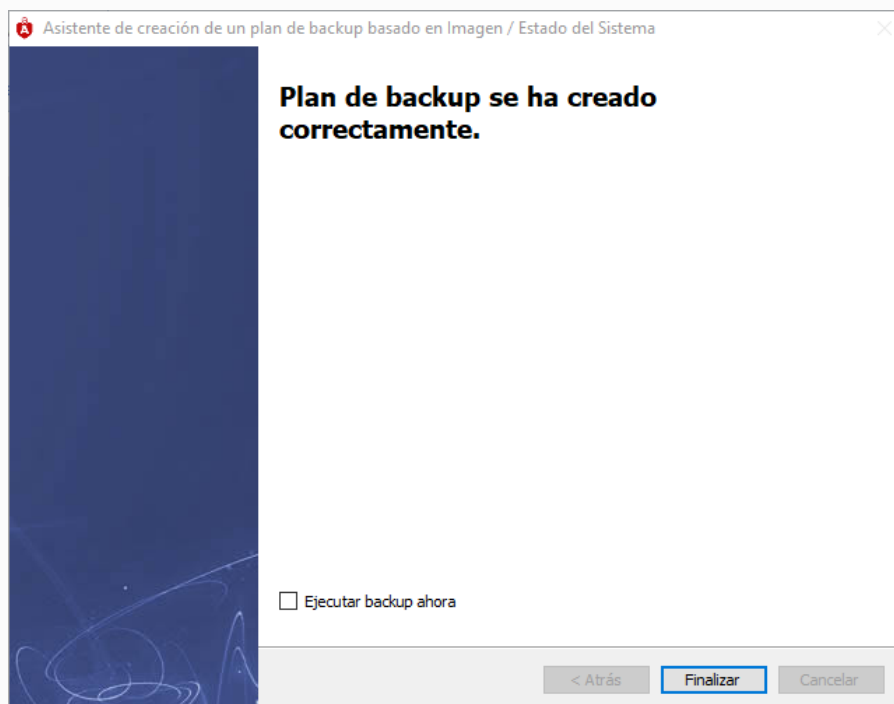 Asistente de creación de un plan de backup basado en Imagen / Estado del Sistema
Plan de backup se ha creado
correctamente.
Ejecutar backup ahora
< Atrás
Finalizar
Cancelar